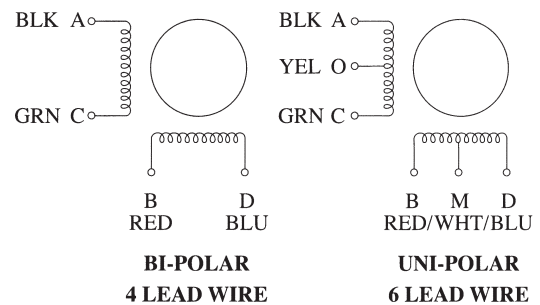 BLK A
GRN C
B D
RED BLU
BI-POLAR
4 LEAD WIRE
BLK A
YEL O
GRN C
B M D
RED/WHT/BLU
UNI-POLAR
6 LEAD WIRE